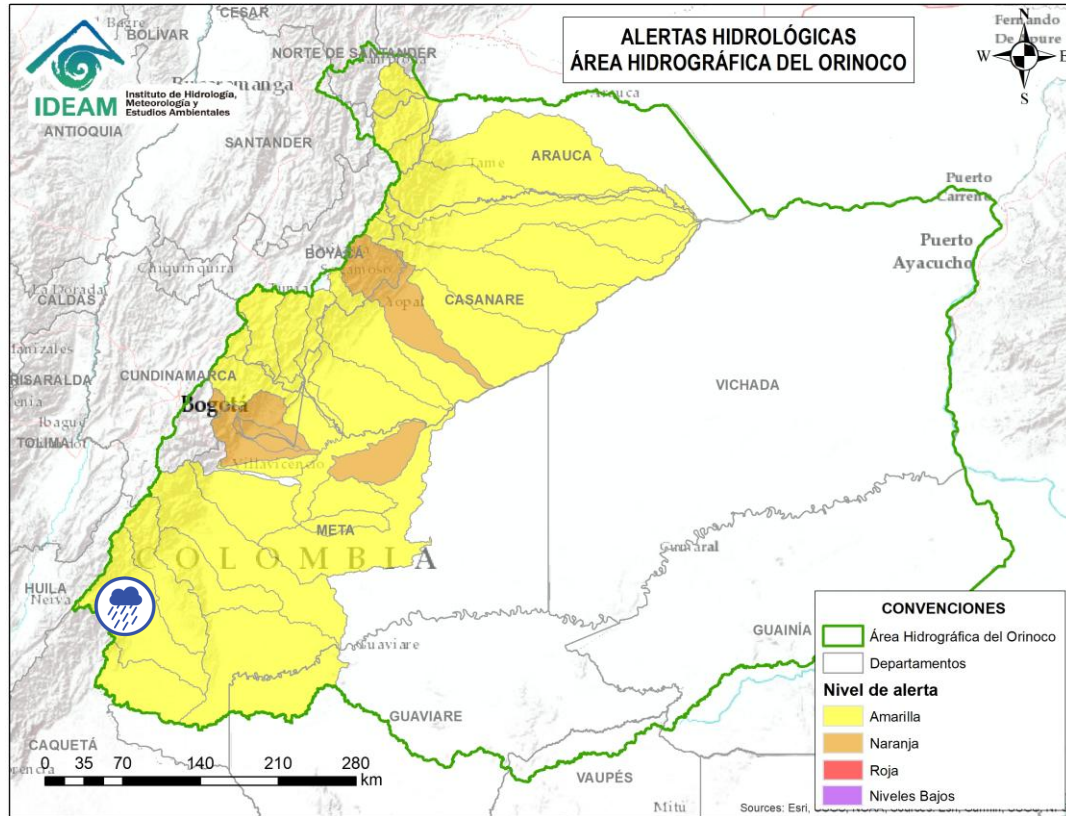 ALERTAS HIDROLÓGICAS
ÁREA HIDROGRÁFICA DEL ORINOCO
N
W
E
S
IDEAM
Instituto de Hidrología,
Meteorología y
Estudios Ambientales
CESAR
BOLÍVAR
NORTE DE SANTANDER
ANTIOQUIA
SANTANDER
Arauca
ARAUCA
Tame
Puerto
Carreño
Puerto
Ayacucho
BOYACÁ
Chiquinquira
La Dorada
CALDAS
Yopal
CASANARE
RISARALDA
CUNDINAMARCA
VICHADA
Bogotá
Ibagué
TOLIMA
Villavicencio
META
COLOMBIA
HUILA
Neiva
Guaviare
GUAINÍA
GUAVIARE
CAQUETÁ
VAUPÉS
Mitú
0 35 70 140 210 280
km
CONVENCIONES
Área Hidrográfica del Orinoco
Departamentos
Nivel de alerta
Amarilla
Naranja
Roja
Niveles Bajos
Sources: Esri,